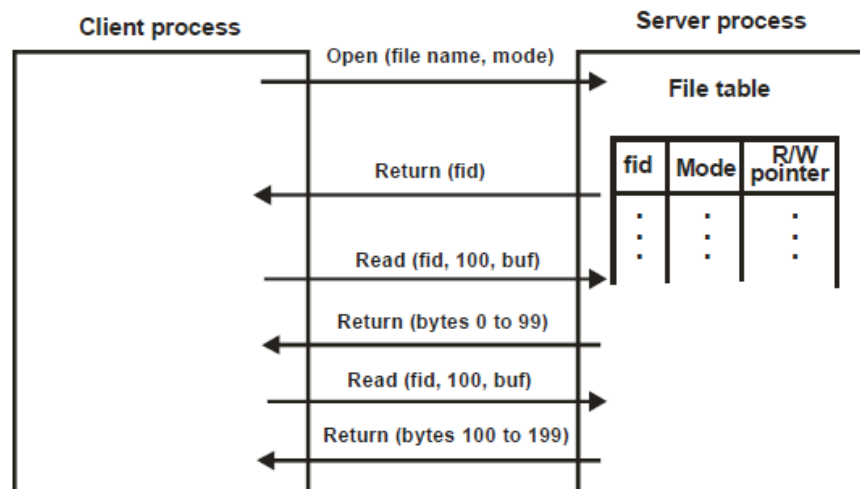 Client process
Server process
Open (file name, mode)
File table
fid Mode R/W pointer
Return (fid)
Read (fid, 100, buf)
Return (bytes 0 to 99)
Read (fid, 100, buf)
Return (bytes 100 to 199)